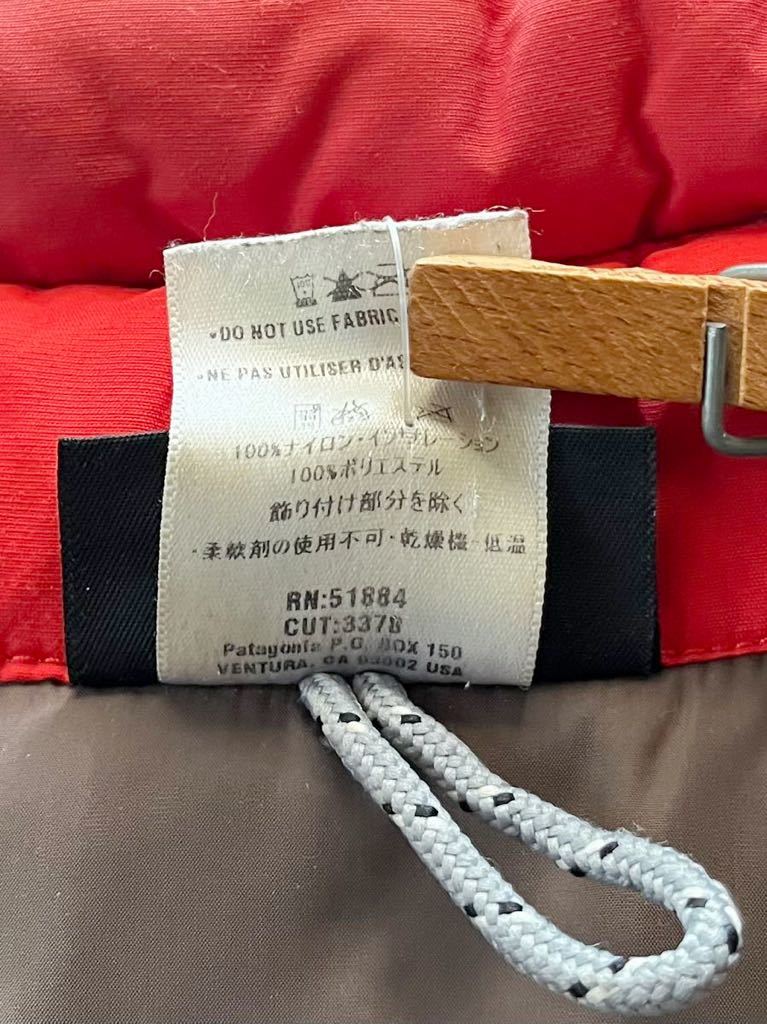 •DO NOT USE FABRIC
•NE PAS UTILISER D'AS
100%ナイロン・インサレーション
100%ポリエステル
飾り付け部分を除く
・柔軟剤の使用不可・乾燥機-低温
RN:51884
CUT:337B
Patagonia P.O. BOX 150
VENTURA, CA 93002 USA